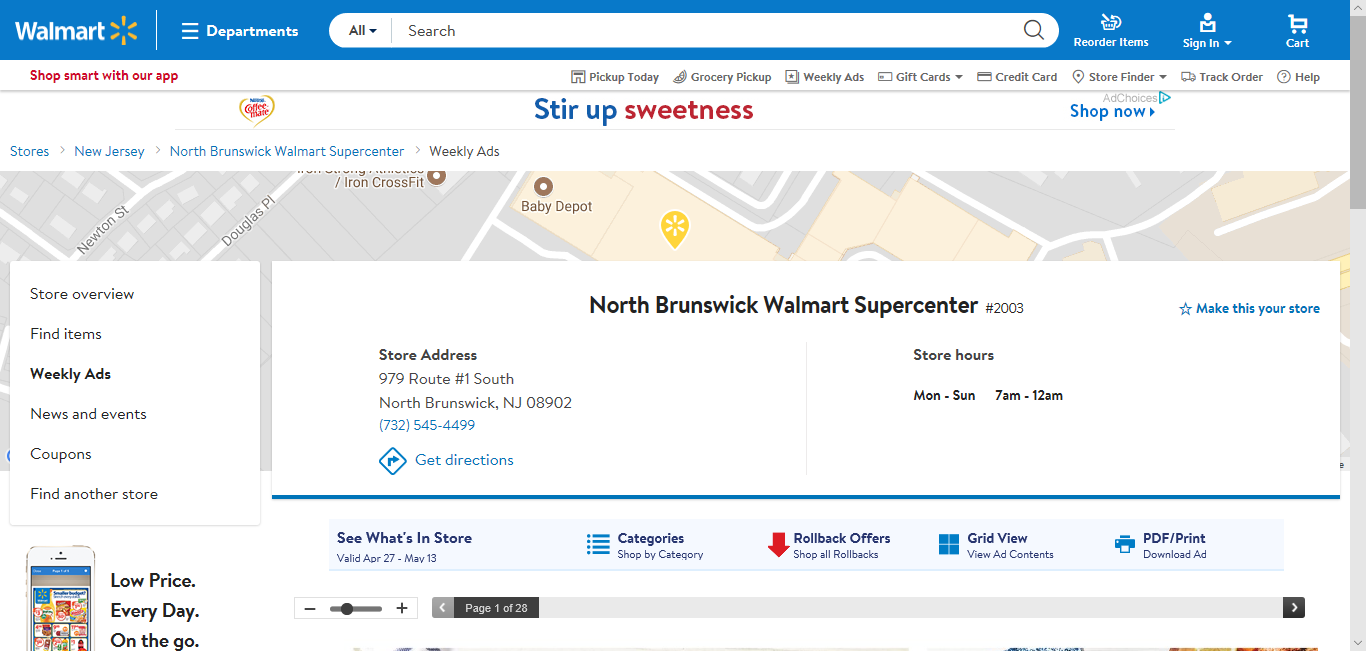 Walmart
Departments
All
Search
Reorder Items
Sign In
Cart
Shop smart with our app
Pickup Today
Grocery Pickup
Weekly Ads
Gift Cards
Credit Card
Store Finder
Track Order
Help
Nestle
Coffee mate
Stir up sweetness
AdChoices
Shop now
Stores
New Jersey
North Brunswick Walmart Supercenter
Weekly Ads
Iron Strong Athletics
/ Iron CrossFit
Baby Depot
Newton St
Douglas Pl
Store overview
Find items
Weekly Ads
News and events
Coupons
Find another store
North Brunswick Walmart Supercenter #2003
Make this your store
Store Address
979 Route #1 South
North Brunswick, NJ 08902
(732) 545-4499
Get directions
Store hours
Mon - Sun 7am - 12am
See What's In Store
Valid Apr 27 - May 13
Categories
Shop by Category
Rollback Offers
Shop all Rollbacks
Grid View
View Ad Contents
PDF/Print
Download Ad
Page 1 of 28
Low Price.
Every Day.
On the go.